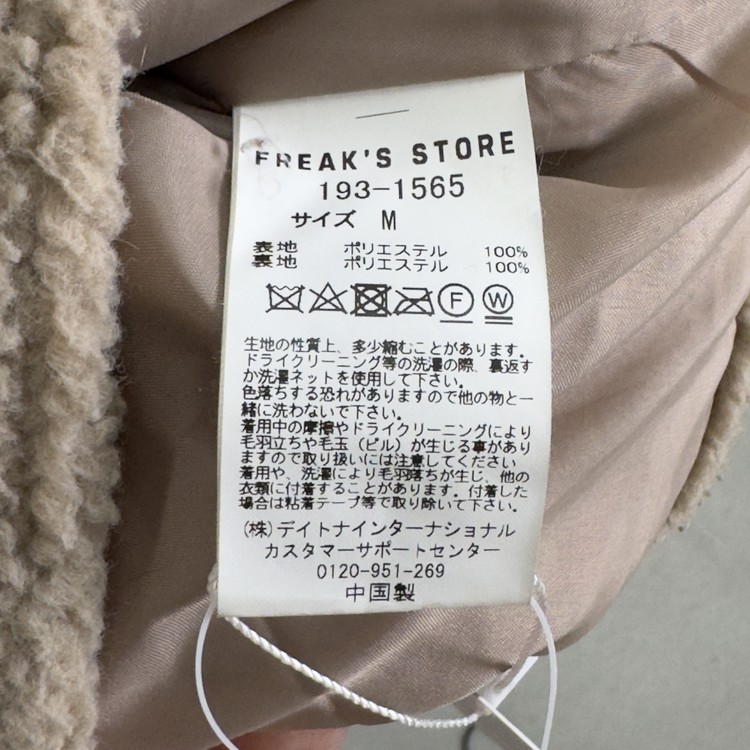 FREAK'S STORE
193-1565
サイズ M
表地 ポリエステル 100%
裏地 ポリエステル 100%
F W
生地の性質上、多少縮むことがあります。
ドライクリーニング等の洗濯の際、裏返す
か洗濯ネットを使用して下さい。
色落ちする恐れがありますので他の物と一
緒に洗わないで下さい。
着用中の摩擦やドライクリーニングにより
毛羽立ちや毛玉（ピル）が生じる事があり
ますので取り扱いには注意してください
着用や、洗濯により毛羽落ちが生じ、他の
衣類に付着することがあります。付着した
場合は粘着テープ等で取り除いて下さい。
(株)デイトナインターナショナル
カスタマーサポートセンター
0120-951-269
中国製